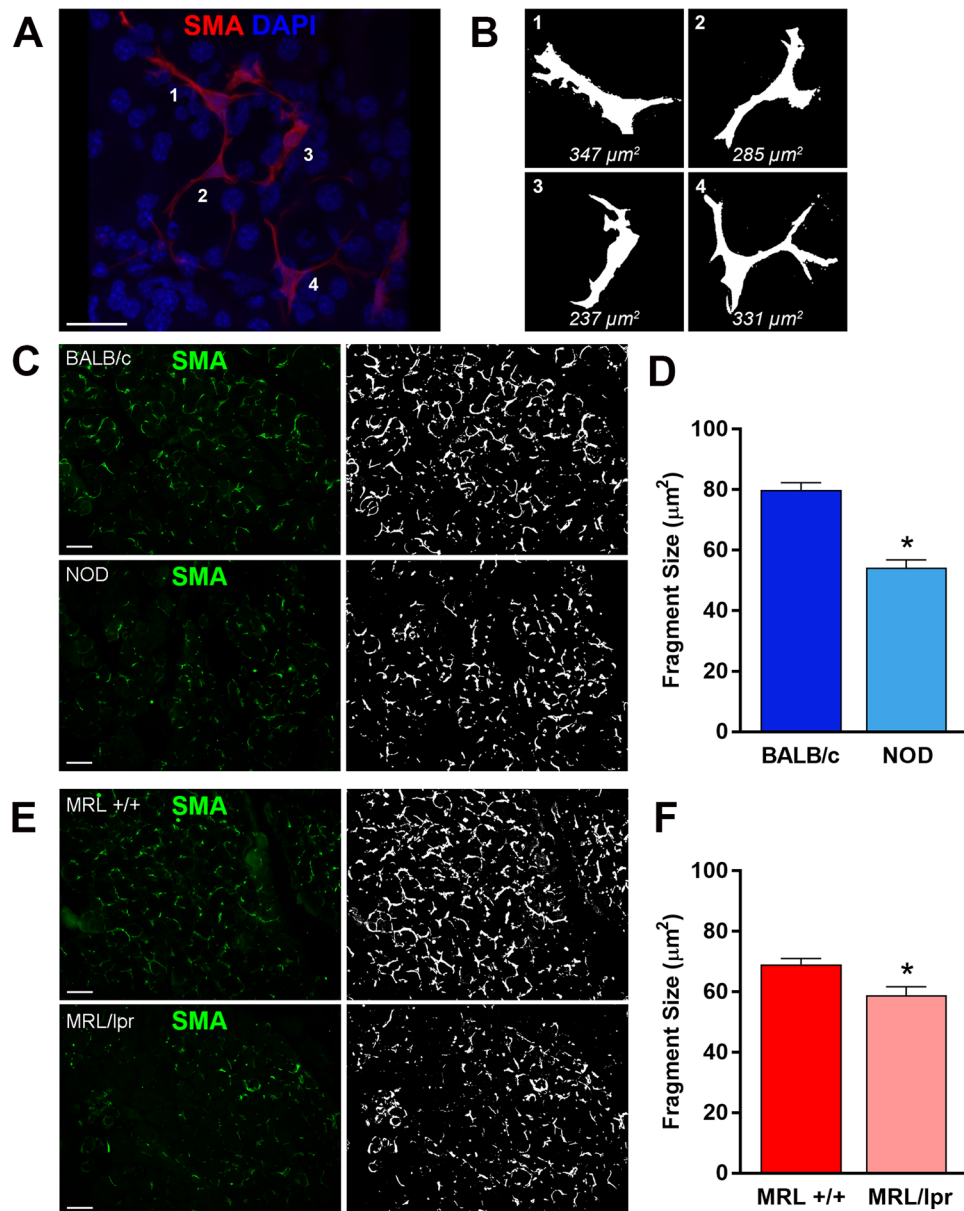 A
SMA DAPI
1
2
3
4
B
1
347 µm²
2
285 µm²
3
237 µm²
4
331 µm²
C
BALB/c
SMA
NOD
SMA
D
Fragment Size (µm²)
100
80
60
40
20
0
*
BALB/c
NOD
E
MRL +/+
SMA
MRL/lpr
SMA
F
Fragment Size (µm²)
100
80
60
40
20
0
*
MRL +/+
MRL/lpr